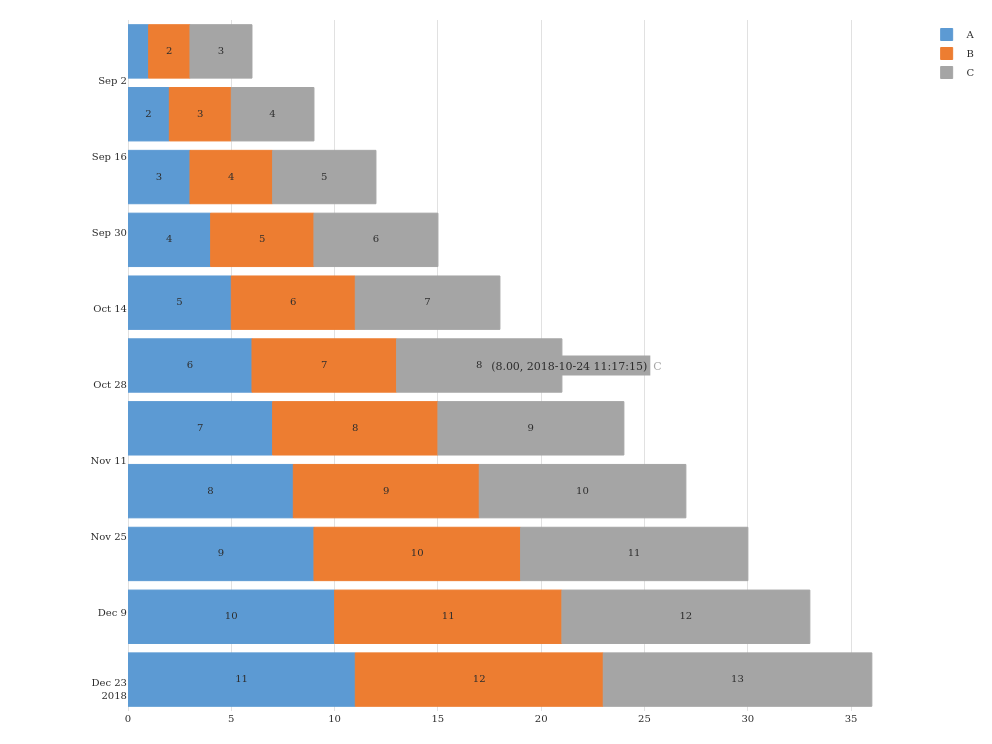 A
B
C
2 3
Sep 2
2 3 4
Sep 16
3 4 5
Sep 30
4 5 6
Oct 14
5 6 7
6 7 8 (8.00, 2018-10-24 11:17:15) C
Oct 28
7 8 9
Nov 11
8 9 10
Nov 25
9 10 11
Dec 9
10 11 12
11 12 13
Dec 23
2018
0 5 10 15 20 25 30 35